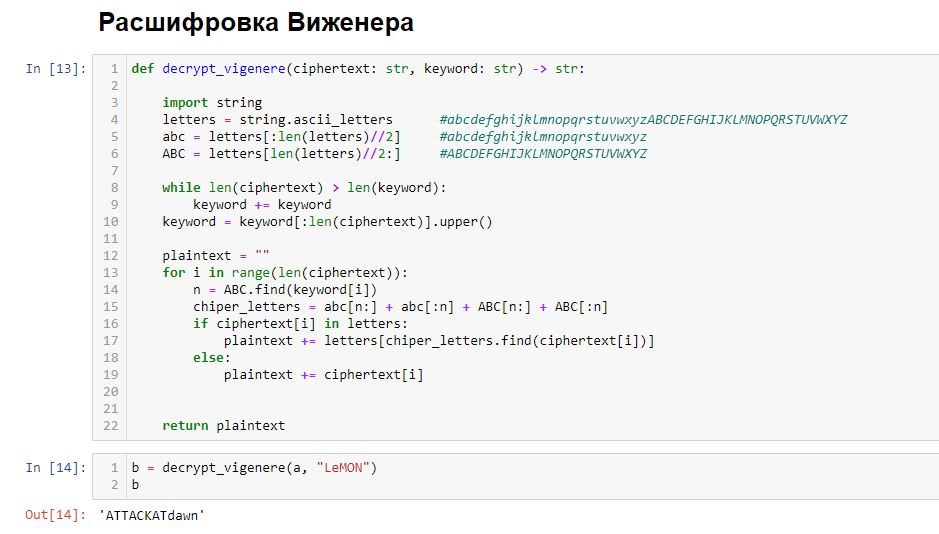 Расшифровка Виженера
In [13]:
1 def decrypt_vigenere(ciphertext: str, keyword: str) -> str:
2
3     import string
4     letters = string.ascii_letters      #abcdefghijklmnopqrstuvwxyzABCDEFGHIJKLMNOPQRSTUVWXYZ
5     abc = letters[:len(letters)//2]     #abcdefghijklmnopqrstuvwxyz
6     ABC = letters[len(letters)//2:]     #ABCDEFGHIJKLMNOPQRSTUVWXYZ
7
8     while len(ciphertext) > len(keyword):
9         keyword += keyword
10     keyword = keyword[:len(ciphertext)].upper()
11
12     plaintext = ""
13     for i in range(len(ciphertext)):
14         n = ABC.find(keyword[i])
15         chiper_letters = abc[n:] + abc[:n] + ABC[n:] + ABC[:n]
16         if ciphertext[i] in letters:
17             plaintext += letters[chiper_letters.find(ciphertext[i])]
18         else:
19             plaintext += ciphertext[i]
20
21
22     return plaintext
In [14]:
1 b = decrypt_vigenere(a, "LeMON")
2 b
Out[14]: 'ATTACKATdawn'